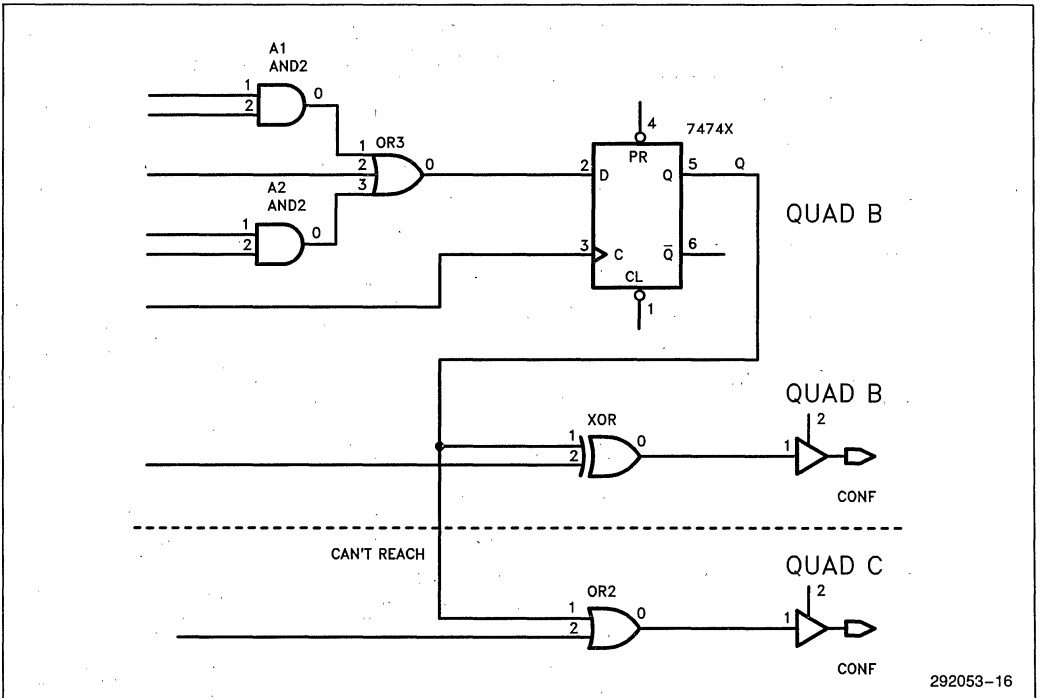 A1
AND2
1
2
0
1
2
3
OR3
0
A2
AND2
1
2
0
4
7474X
PR
2
D
Q
5
Q
3
C
Q̅
6
CL
1
QUAD B
QUAD B
XOR
1
2
0
1
2
CONF
CAN'T REACH
QUAD C
OR2
1
2
0
1
2
CONF
292053–16